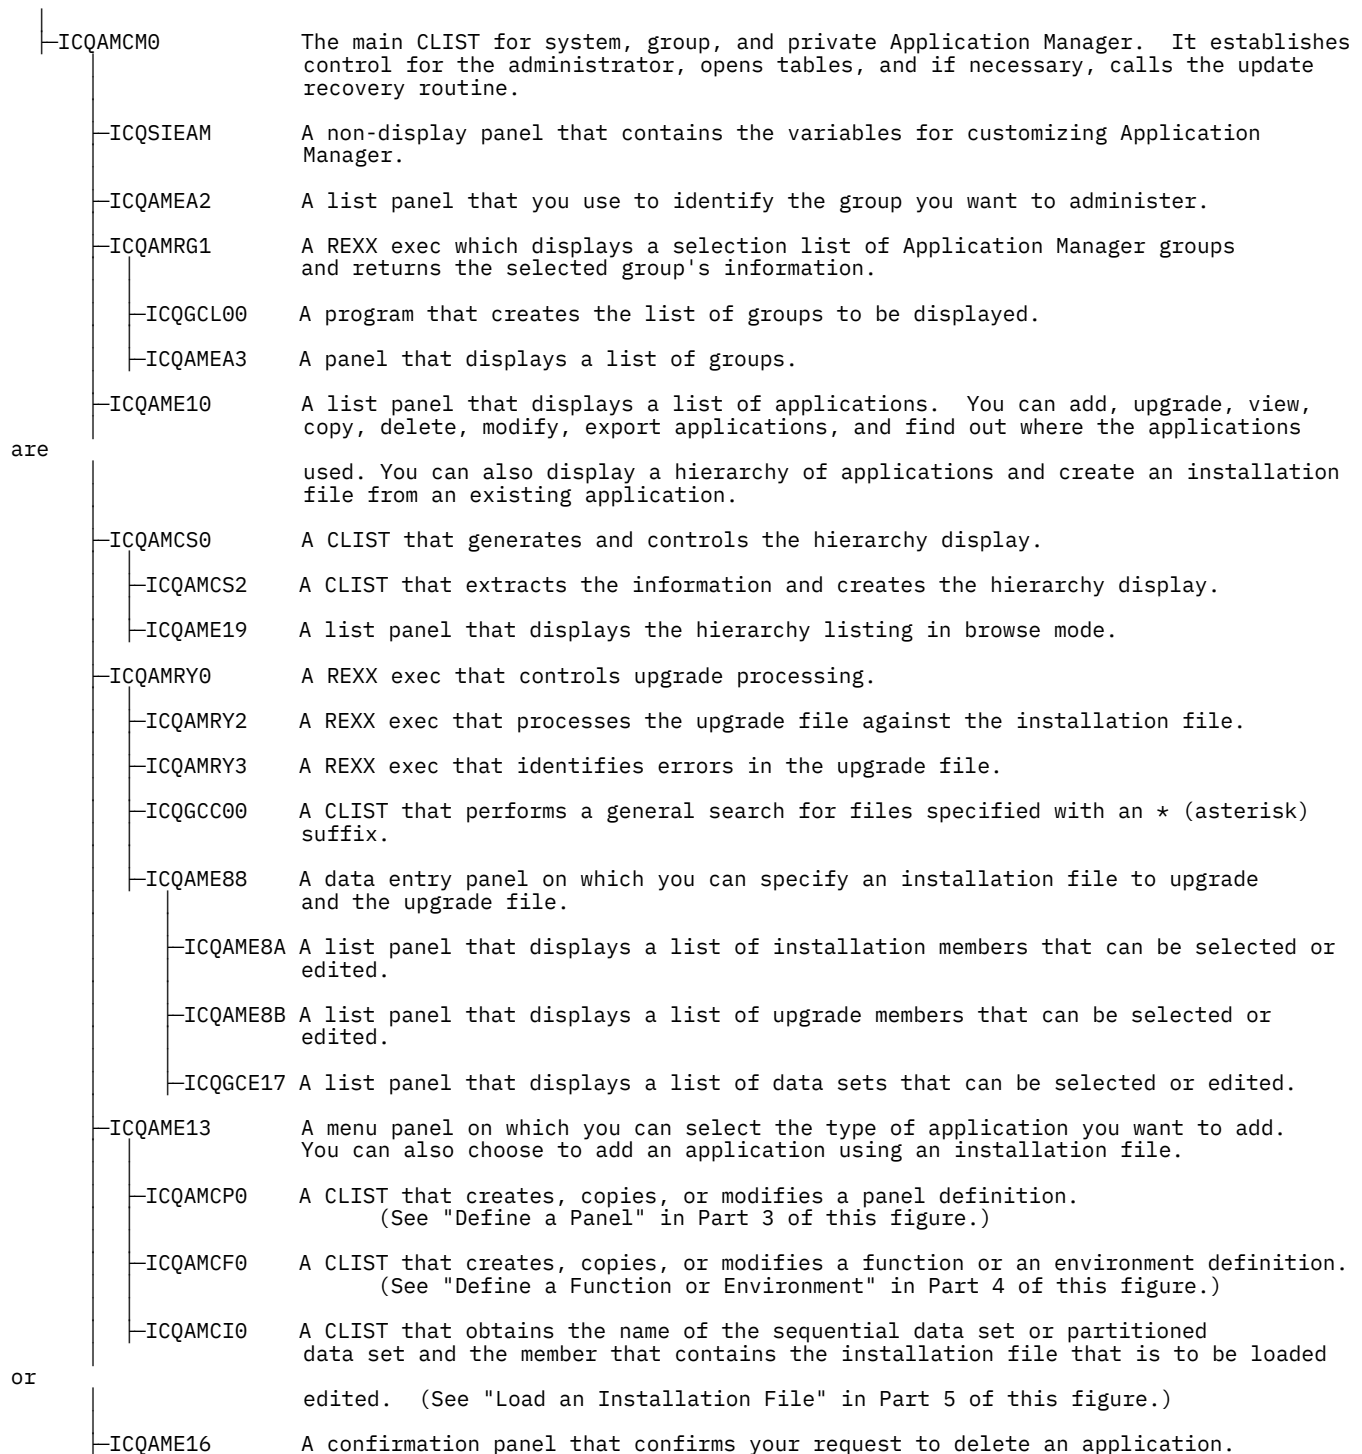 ICQAMCM0 The main CLIST for system, group, and private Application Manager. It establishes
control for the administrator, opens tables, and if necessary, calls the update
recovery routine.
ICQSIEAM A non-display panel that contains the variables for customizing Application
Manager.
ICQAMEA2 A list panel that you use to identify the group you want to administer.
ICQAMRG1 A REXX exec which displays a selection list of Application Manager groups
and returns the selected group's information.
ICQGCL00 A program that creates the list of groups to be displayed.
ICQAMEA3 A panel that displays a list of groups.
ICQAME10 A list panel that displays a list of applications. You can add, upgrade, view,
copy, delete, modify, export applications, and find out where the applications
are
used. You can also display a hierarchy of applications and create an installation
file from an existing application.
ICQAMCS0 A CLIST that generates and controls the hierarchy display.
ICQAMCS2 A CLIST that extracts the information and creates the hierarchy display.
ICQAME19 A list panel that displays the hierarchy listing in browse mode.
ICQAMRY0 A REXX exec that controls upgrade processing.
ICQAMRY2 A REXX exec that processes the upgrade file against the installation file.
ICQAMRY3 A REXX exec that identifies errors in the upgrade file.
ICQGCC00 A CLIST that performs a general search for files specified with an * (asterisk)
suffix.
ICQAME88 A data entry panel on which you can specify an installation file to upgrade
and the upgrade file.
ICQAME8A A list panel that displays a list of installation members that can be selected or
edited.
ICQAME8B A list panel that displays a list of upgrade members that can be selected or
edited.
ICQGCE17 A list panel that displays a list of data sets that can be selected or edited.
ICQAME13 A menu panel on which you can select the type of application you want to add.
You can also choose to add an application using an installation file.
ICQAMCP0 A CLIST that creates, copies, or modifies a panel definition.
(See "Define a Panel" in Part 3 of this figure.)
ICQAMCF0 A CLIST that creates, copies, or modifies a function or an environment definition.
(See "Define a Function or Environment" in Part 4 of this figure.)
ICQAMCI0 A CLIST that obtains the name of the sequential data set or partitioned
data set and the member that contains the installation file that is to be loaded
or
edited. (See "Load an Installation File" in Part 5 of this figure.)
ICQAME16 A confirmation panel that confirms your request to delete an application.